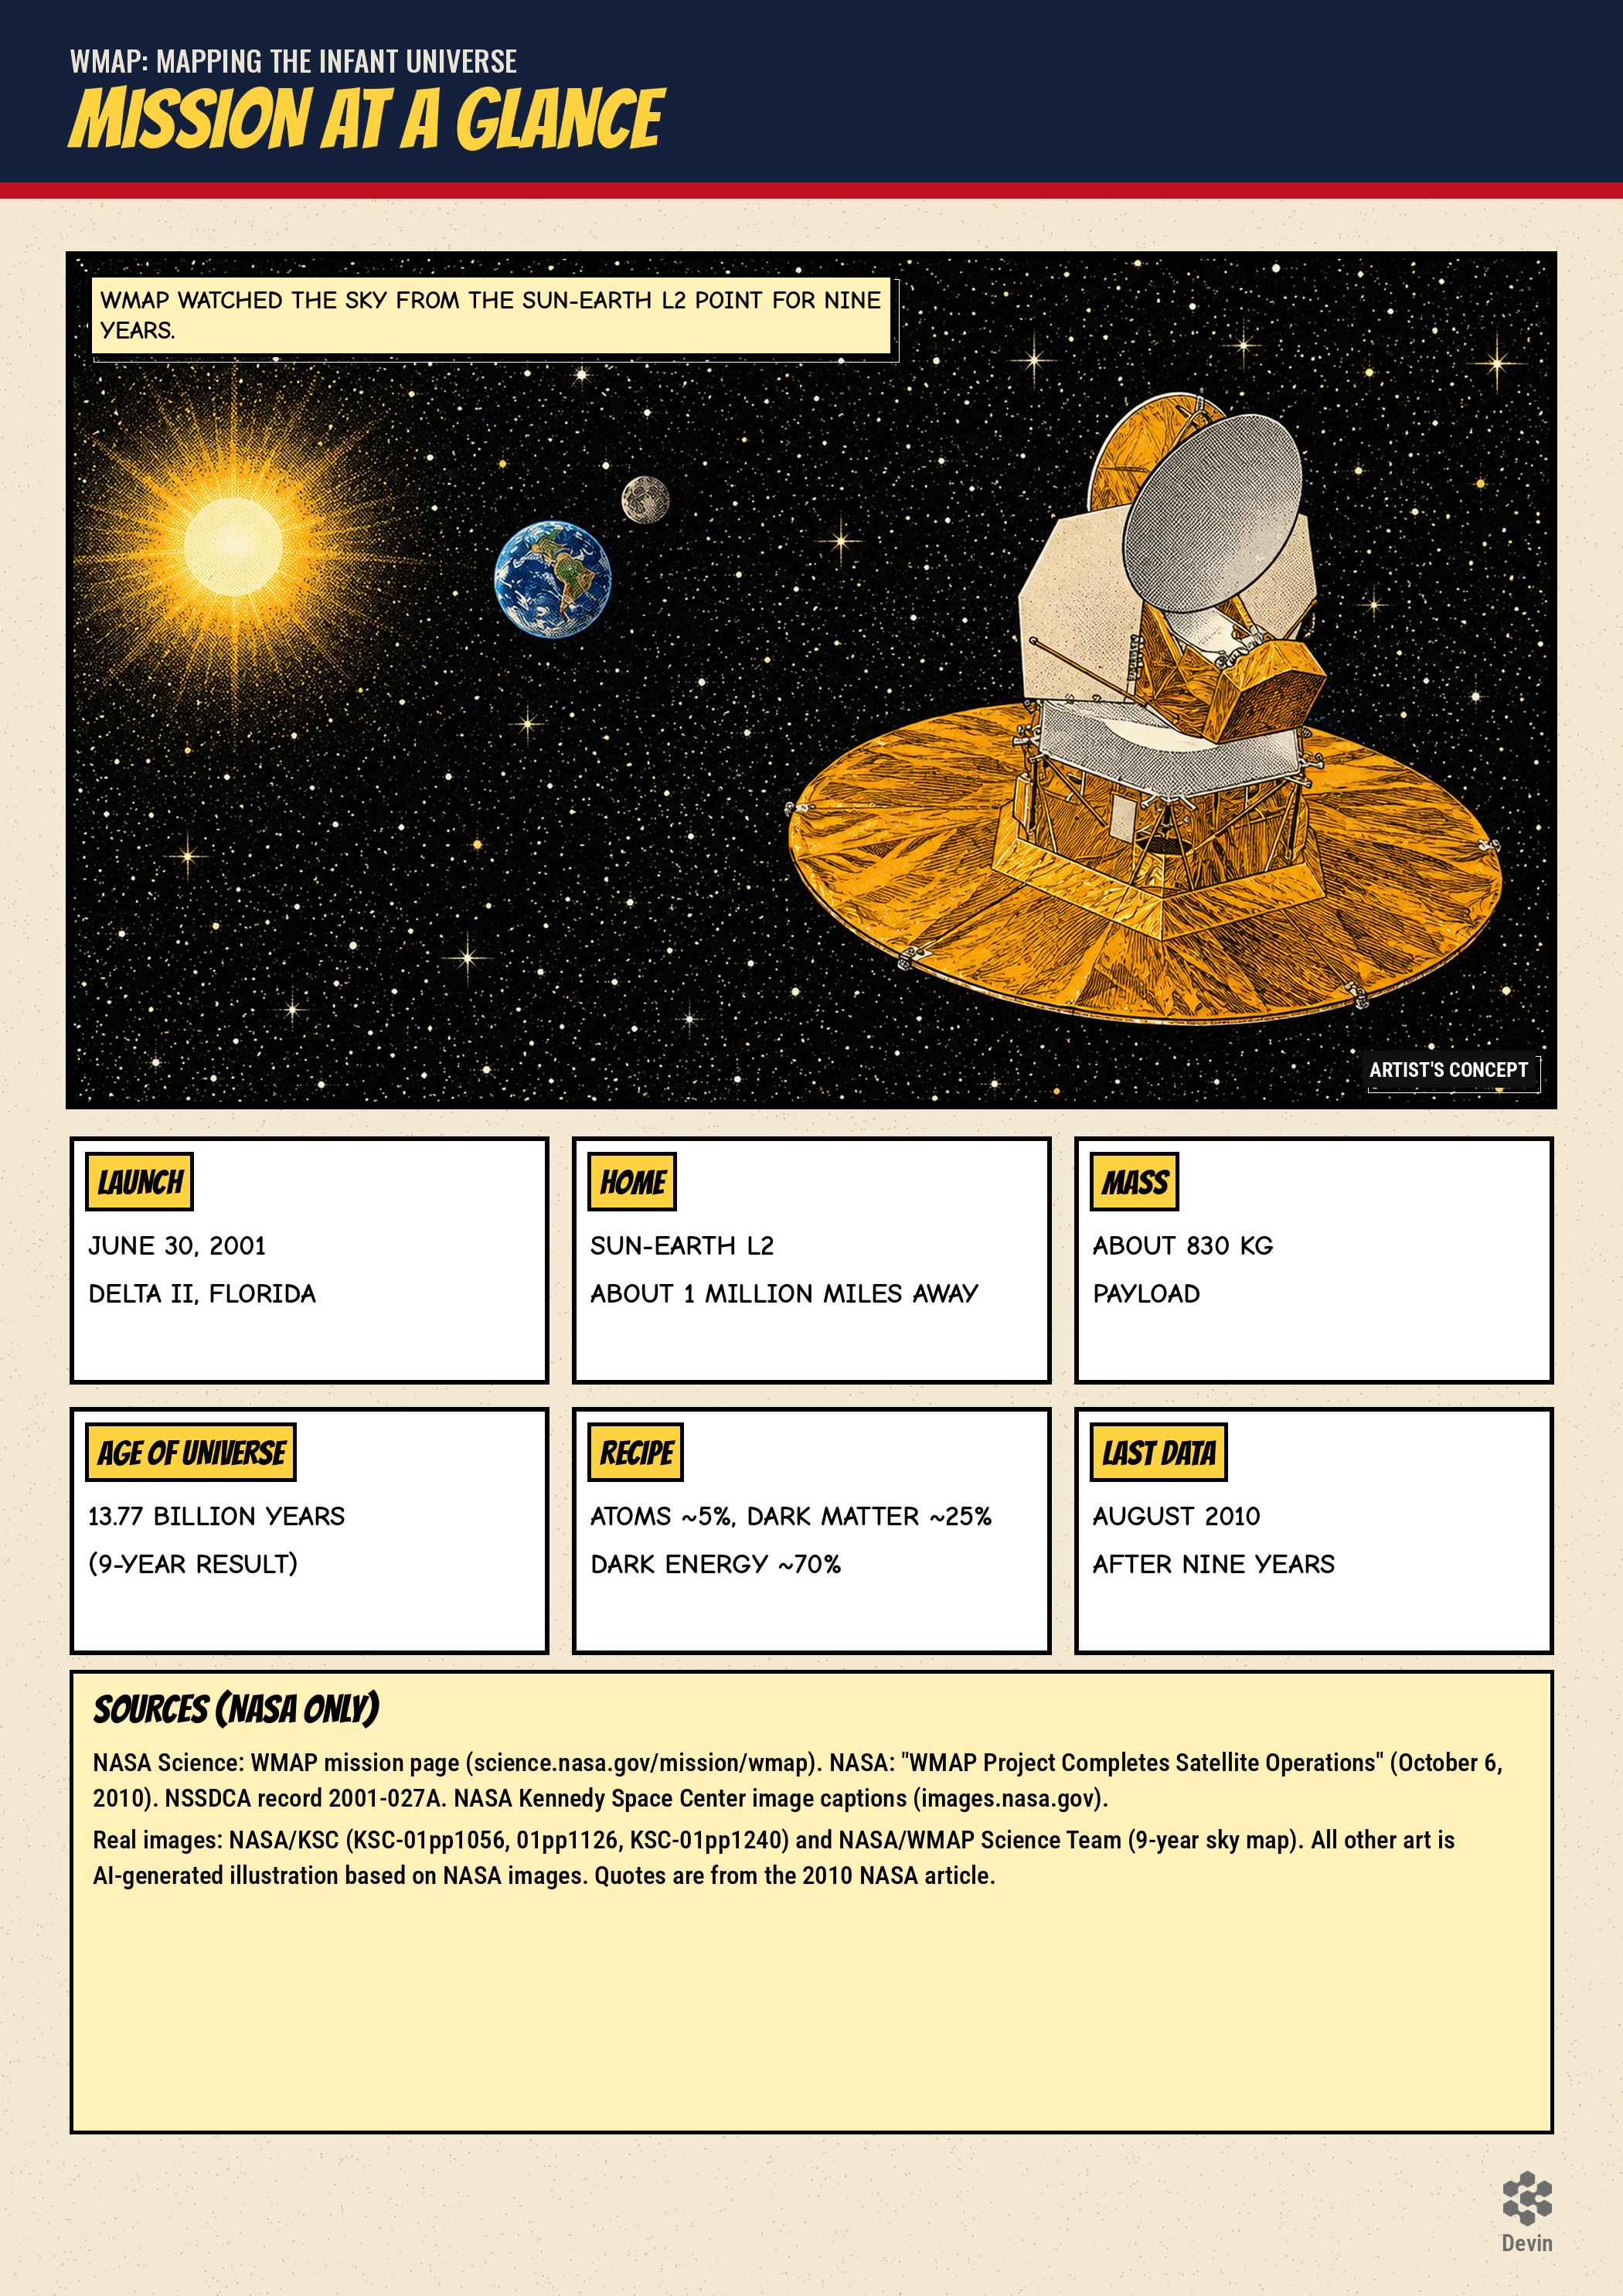 WMAP: MAPPING THE INFANT UNIVERSE
MISSION AT A GLANCE
WMAP WATCHED THE SKY FROM THE SUN-EARTH L2 POINT FOR NINE
YEARS.
ARTIST'S CONCEPT
LAUNCH
JUNE 30, 2001
DELTA II, FLORIDA
HOME
SUN-EARTH L2
ABOUT 1 MILLION MILES AWAY
MASS
ABOUT 830 KG
PAYLOAD
AGE OF UNIVERSE
13.77 BILLION YEARS
(9-YEAR RESULT)
RECIPE
ATOMS ~5%, DARK MATTER ~25%
DARK ENERGY ~70%
LAST DATA
AUGUST 2010
AFTER NINE YEARS
SOURCES (NASA ONLY)
NASA Science: WMAP mission page (science.nasa.gov/mission/wmap). NASA: "WMAP Project Completes Satellite Operations" (October 6,
2010). NSSDCA record 2001-027A. NASA Kennedy Space Center image captions (images.nasa.gov).
Real images: NASA/KSC (KSC-01pp1056, 01pp1126, KSC-01pp1240) and NASA/WMAP Science Team (9-year sky map). All other art is
AI-generated illustration based on NASA images. Quotes are from the 2010 NASA article.
Devin